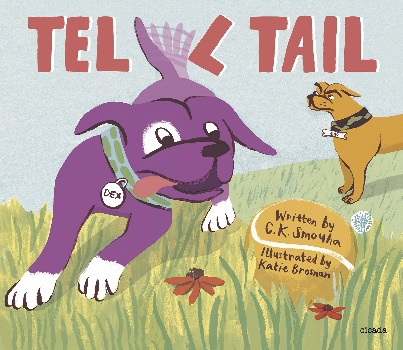 TELL TAIL
DEX
Written by
C.K. Smouha
Illustrated by
Katie Brosnan
cicada